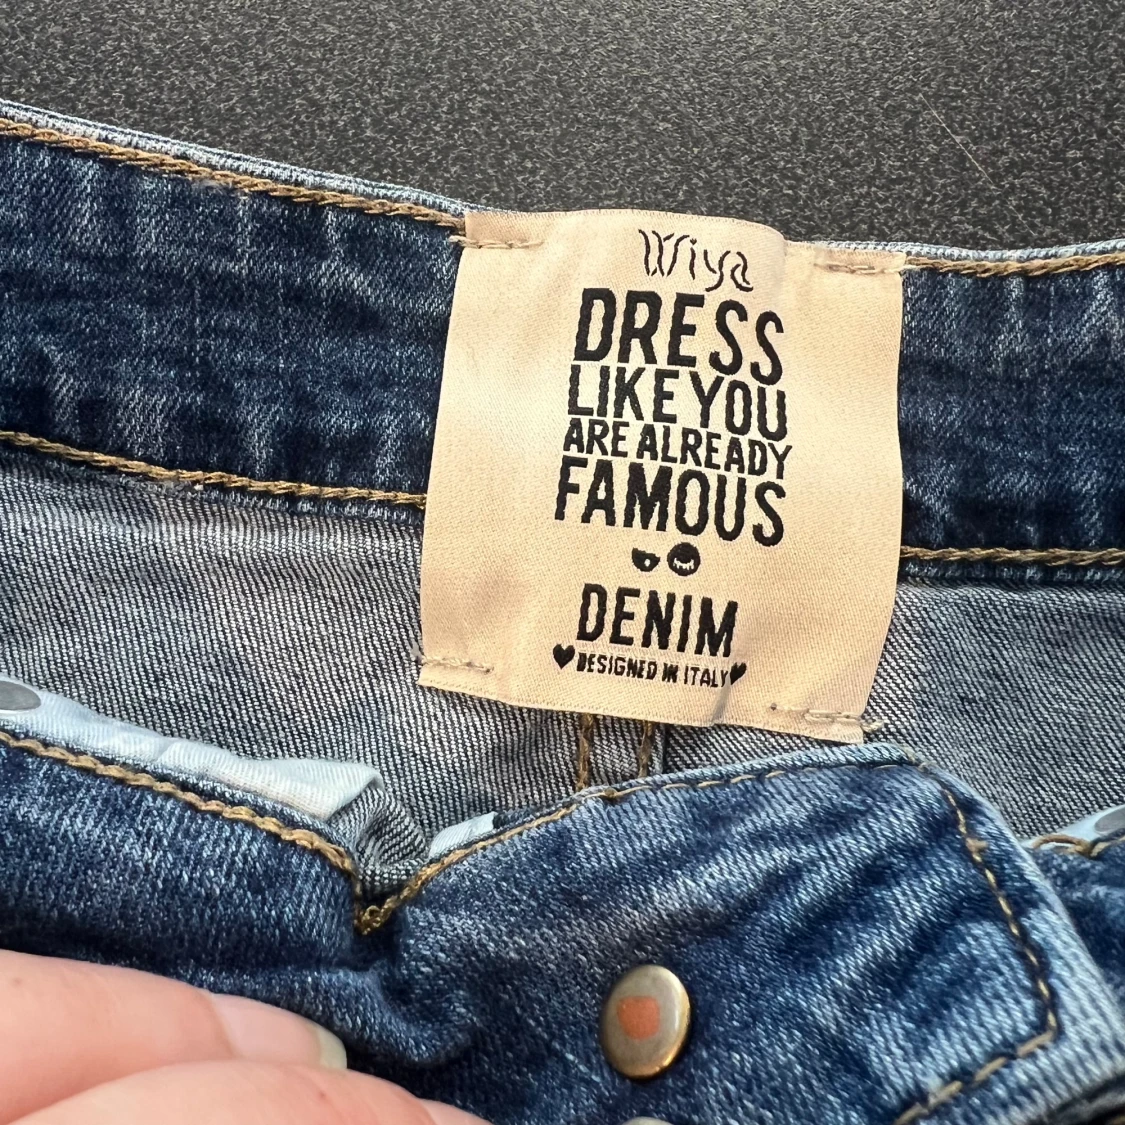 Wiya
DRESS
LIKE YOU
ARE ALREADY
FAMOUS
DENIM
DESIGNED IN ITALY